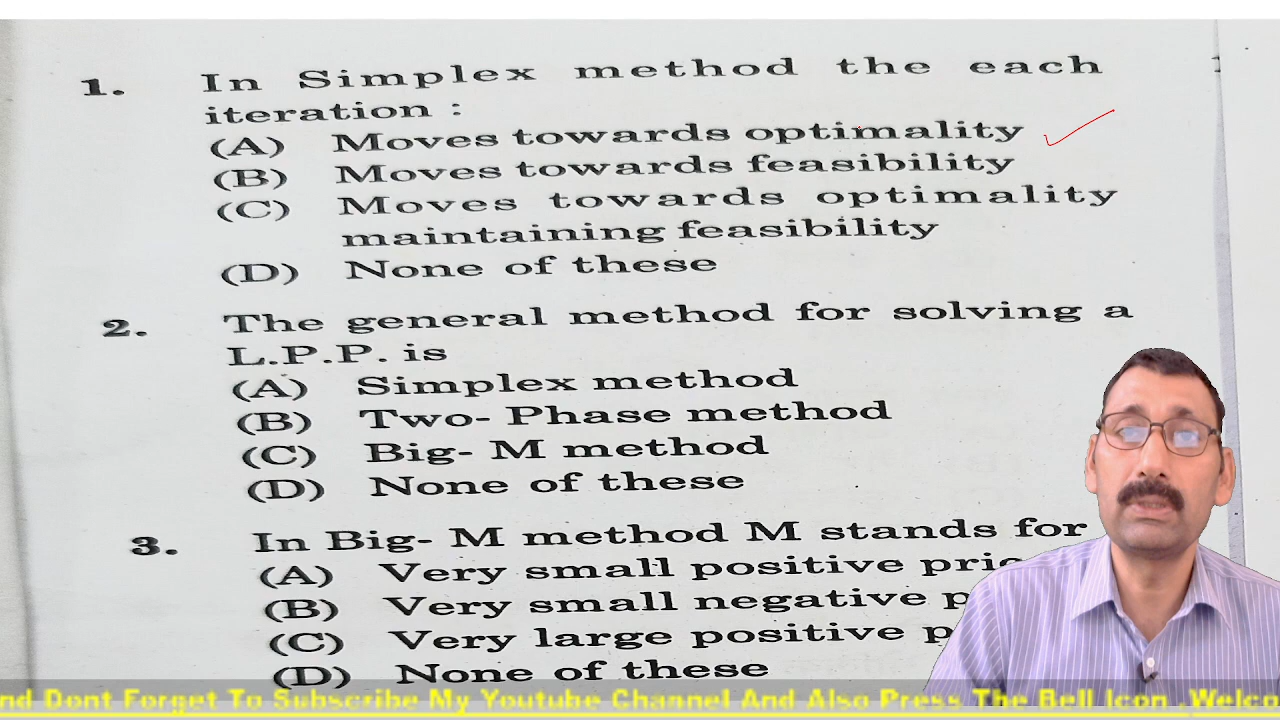 1. In Simplex method the each
iteration :
(A) Moves towards optimality
(B) Moves towards feasibility
(C) Moves towards optimality
maintaining feasibility
(D) None of these
2. The general method for solving a
L.P.P. is
(A) Simplex method
(B) Two- Phase method
(C) Big- M method
(D) None of these
3. In Big- M method M stands for
(A) Very small positive
(B) Very small negative
(C) Very large positive
(D) None of these
Dont Forget To Subscribe My Youtube Channel And Also Press The Bell Icon .